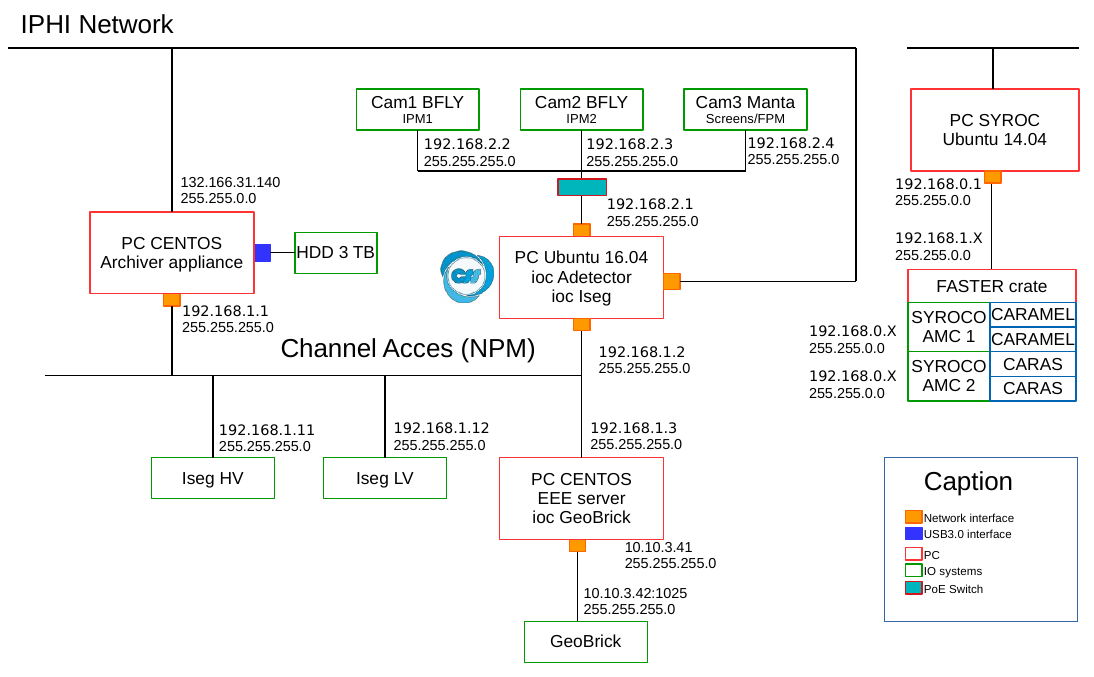 IPHI Network
Cam1 BFLY
IPM1
Cam2 BFLY
IPM2
Cam3 Manta
Screens/FPM
192.168.2.2
255.255.255.0
192.168.2.3
255.255.255.0
192.168.2.4
255.255.255.0
192.168.2.1
255.255.255.0
132.166.31.140
255.255.0.0
PC CENTOS
Archiver appliance
HDD 3 TB
192.168.1.1
255.255.255.0
CSS
PC Ubuntu 16.04
ioc Adetector
ioc Iseg
192.168.1.2
255.255.255.0
Channel Acces (NPM)
192.168.1.11
255.255.255.0
Iseg HV
192.168.1.12
255.255.255.0
Iseg LV
192.168.1.3
255.255.255.0
PC CENTOS
EEE server
ioc GeoBrick
10.10.3.41
255.255.255.0
10.10.3.42:1025
255.255.255.0
GeoBrick
PC SYROC
Ubuntu 14.04
192.168.0.1
255.255.0.0
192.168.1.X
255.255.0.0
FASTER crate
192.168.0.X
255.255.0.0
SYROCO
AMC 1
CARAMEL
CARAMEL
192.168.0.X
255.255.0.0
SYROCO
AMC 2
CARAS
CARAS
Caption
Network interface
USB3.0 interface
PC
IO systems
PoE Switch